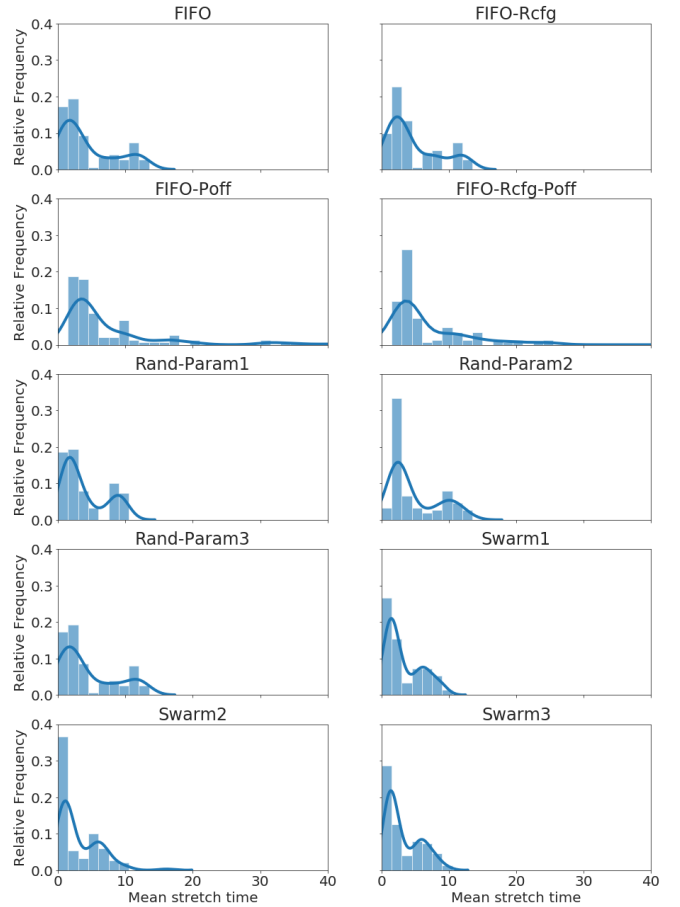 FIFO
FIFO-Rcfg
0.4
0.3
0.2
0.1
0.0
Relative Frequency
FIFO-Poff
FIFO-Rcfg-Poff
0.4
0.3
0.2
0.1
0.0
Relative Frequency
Rand-Param1
Rand-Param2
0.4
0.3
0.2
0.1
0.0
Relative Frequency
Rand-Param3
Swarm1
0.4
0.3
0.2
0.1
0.0
Relative Frequency
Swarm2
Swarm3
0.4
0.3
0.2
0.1
0.0
Relative Frequency
0 10 20 30 40
0 10 20 30 40
Mean stretch time
Mean stretch time